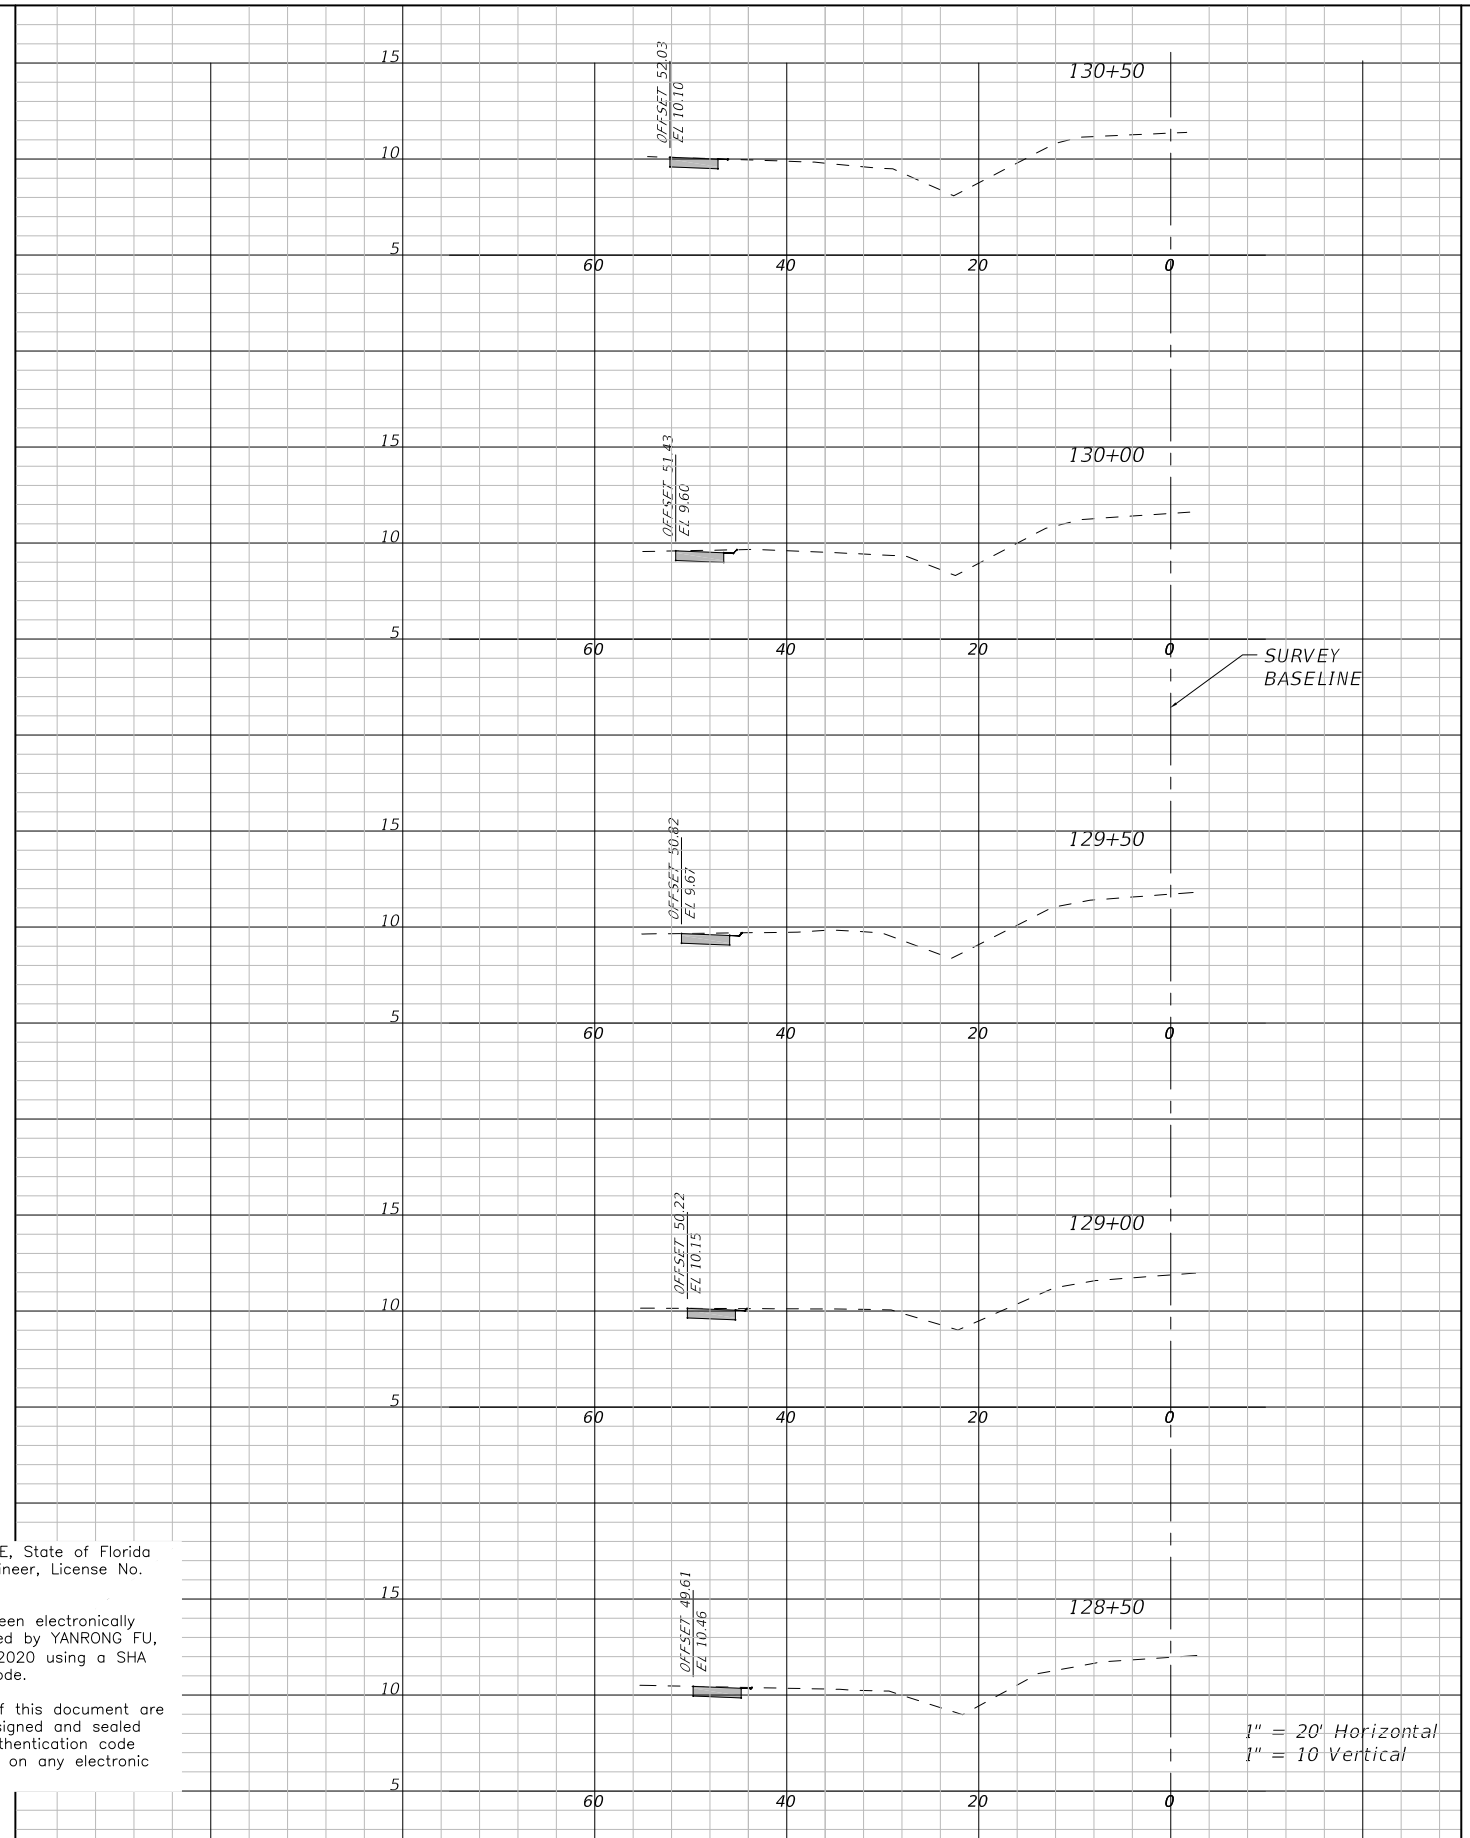 15
130+50
OFFSET 52.03
EL 10.10
10
5
60 40 20 0
15
130+00
OFFSET 51.43
EL 9.60
10
5
60 40 20 0
SURVEY
BASELINE
15
129+50
OFFSET 50.82
EL 9.67
10
5
60 40 20 0
15
129+00
OFFSET 50.22
EL 10.15
10
5
60 40 20 0
E, State of Florida
ineer, License No.
een electronically
ed by YANRONG FU,
2020 using a SHA
ode.
f this document are
signed and sealed
thentication code
on any electronic
15
128+50
OFFSET 49.61
EL 10.46
10
1" = 20' Horizontal
1" = 10 Vertical
5
60 40 20 0